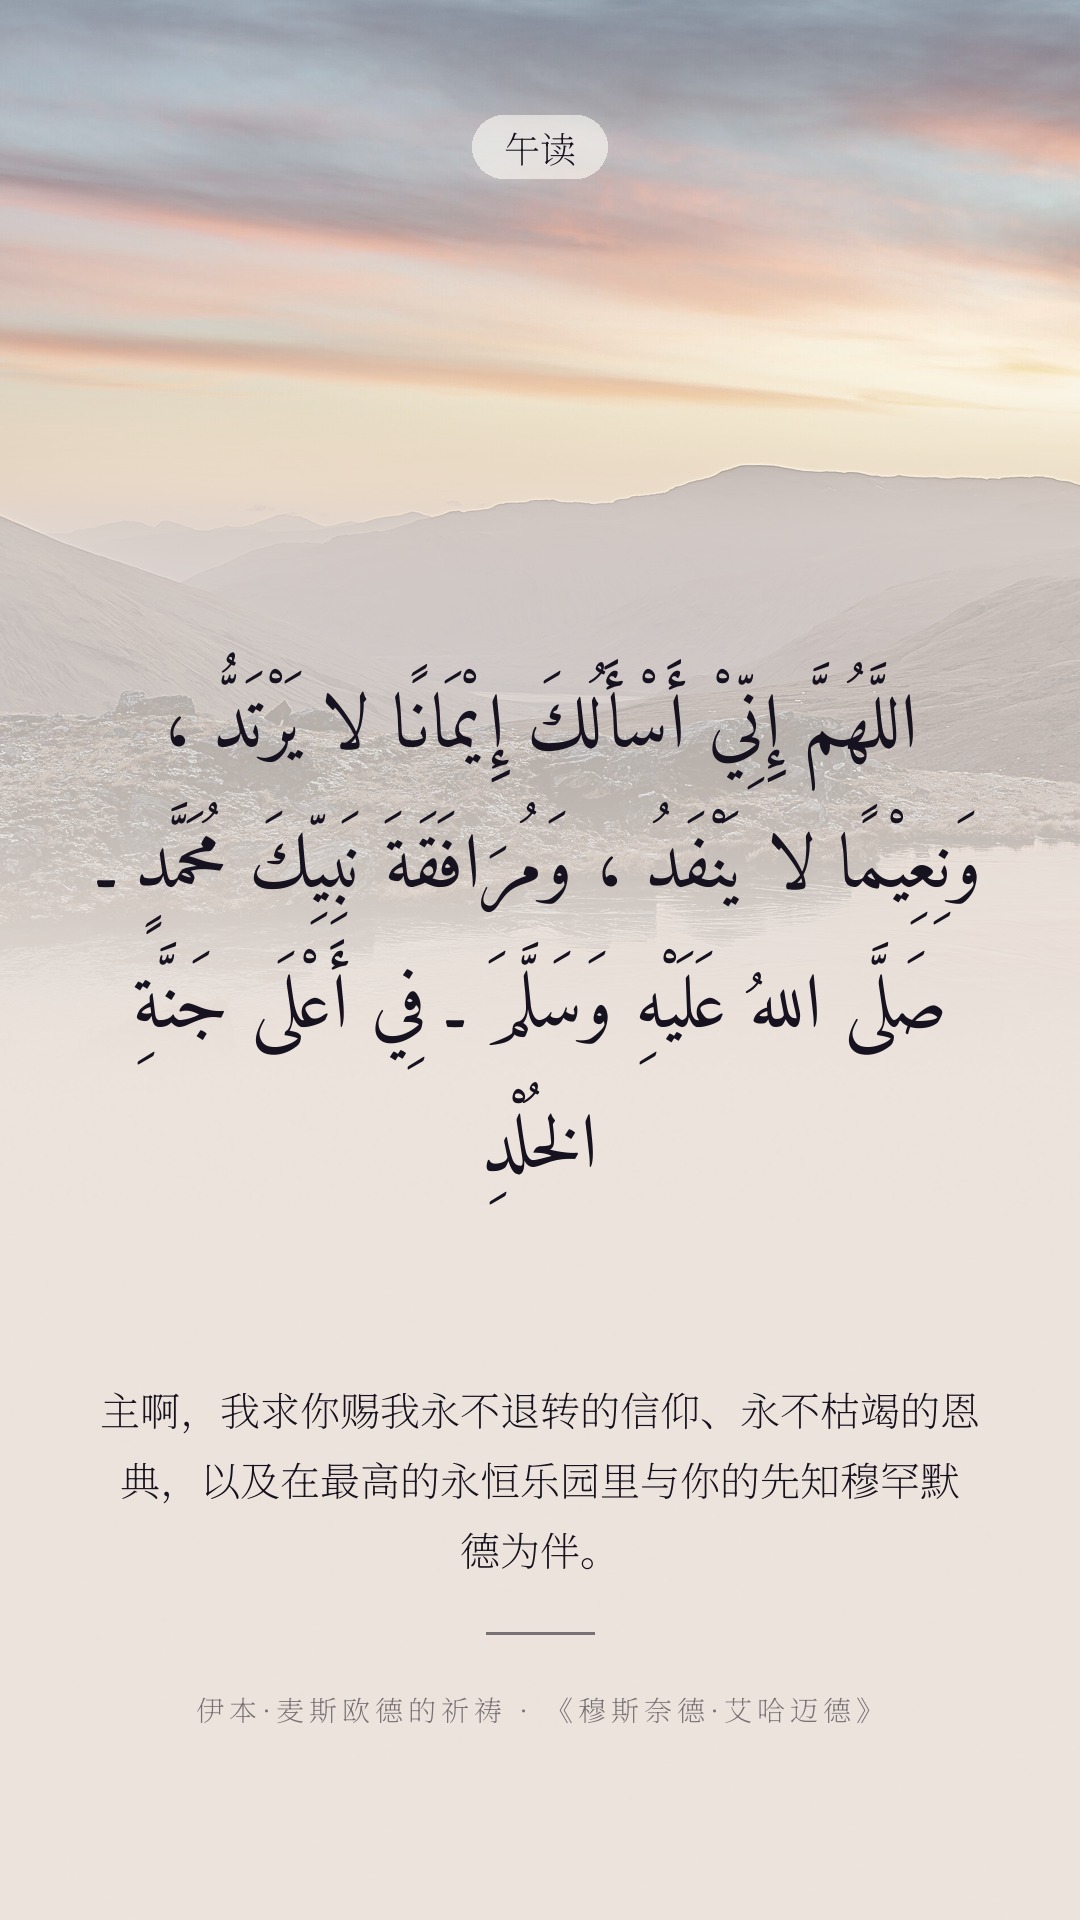 午读
اللَّهُمَّ إِنِّيْ أَسْأَلُكَ إِيْمَانًا لا يَرْتَدُّ ،
وَنِعِيْمًا لا يَنْفَدُ ، وَمُرَافَقَةَ نَبِيِّكَ مُحَمَّدٍ ـ
صَلَّى اللهُ عَلَيْهِ وَسَلَّمَ ـ فِي أَعْلَى جَنَّةِ
الخُلْدِ
主啊，我求你赐我永不退转的信仰、永不枯竭的恩
典，以及在最高的永恒乐园里与你的先知穆罕默
德为伴。
伊本·麦斯欧德的祈祷 · 《穆斯奈德·艾哈迈德》